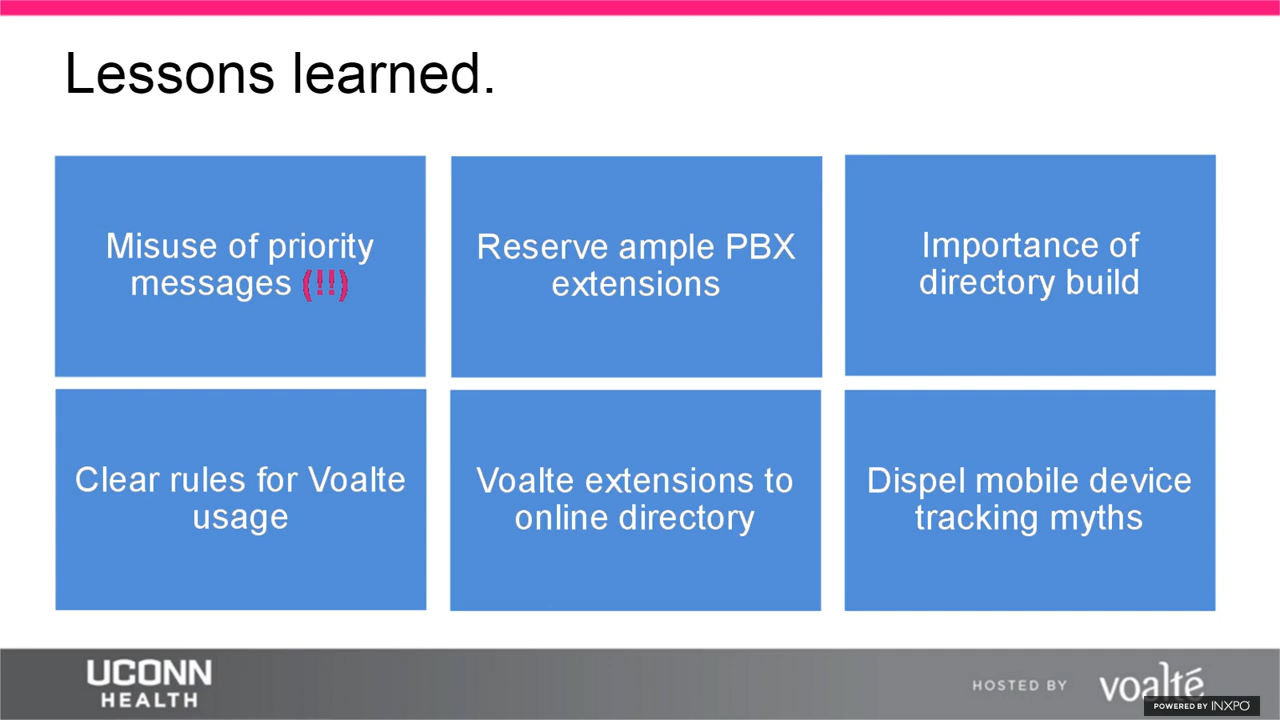 Lessons learned.
Misuse of priority
messages (!!)
Reserve ample PBX
extensions
Importance of
directory build
Clear rules for Voalte
usage
Voalte extensions to
online directory
Dispel mobile device
tracking myths
UCONN
HEALTH
HOSTED BY
voalté
POWERED BY INXPO